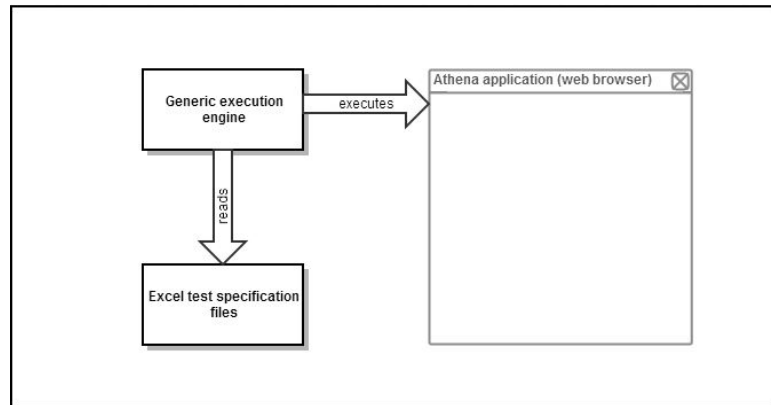 Athena application (web browser)
Generic execution
engine
executes
reads
Excel test specification
files